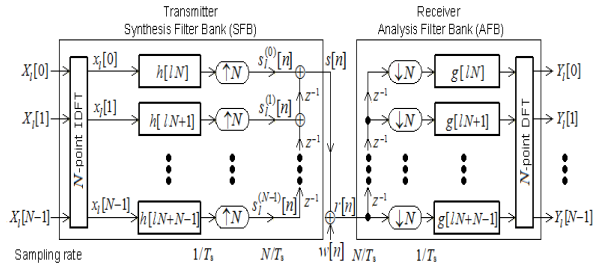 Transmitter Receiver
Synthesis Filter Bank (SFB) Analysis Filter Bank (AFB)
X_l[0] x_l[0] h[lN] ↑N s_l^(0)[n] s[n] ↓N g[lN] Y_l[0]
z^-1 z^-1
X_l[1] x_l[1] h[lN+1] ↑N s_l^(1)[n] ↓N g[lN+1] Y_l[1]
N-point IDFT z^-1 z^-1 N-point DFT
z^-1 z^-1
X_l[N-1] x_l[N-1] h[lN+N-1] ↑N s_l^(N-1)[n] r[n] ↓N g[lN+N-1] Y_l[N-1]
w[n]
Sampling rate 1/T_s N/T_s N/T_s 1/T_s